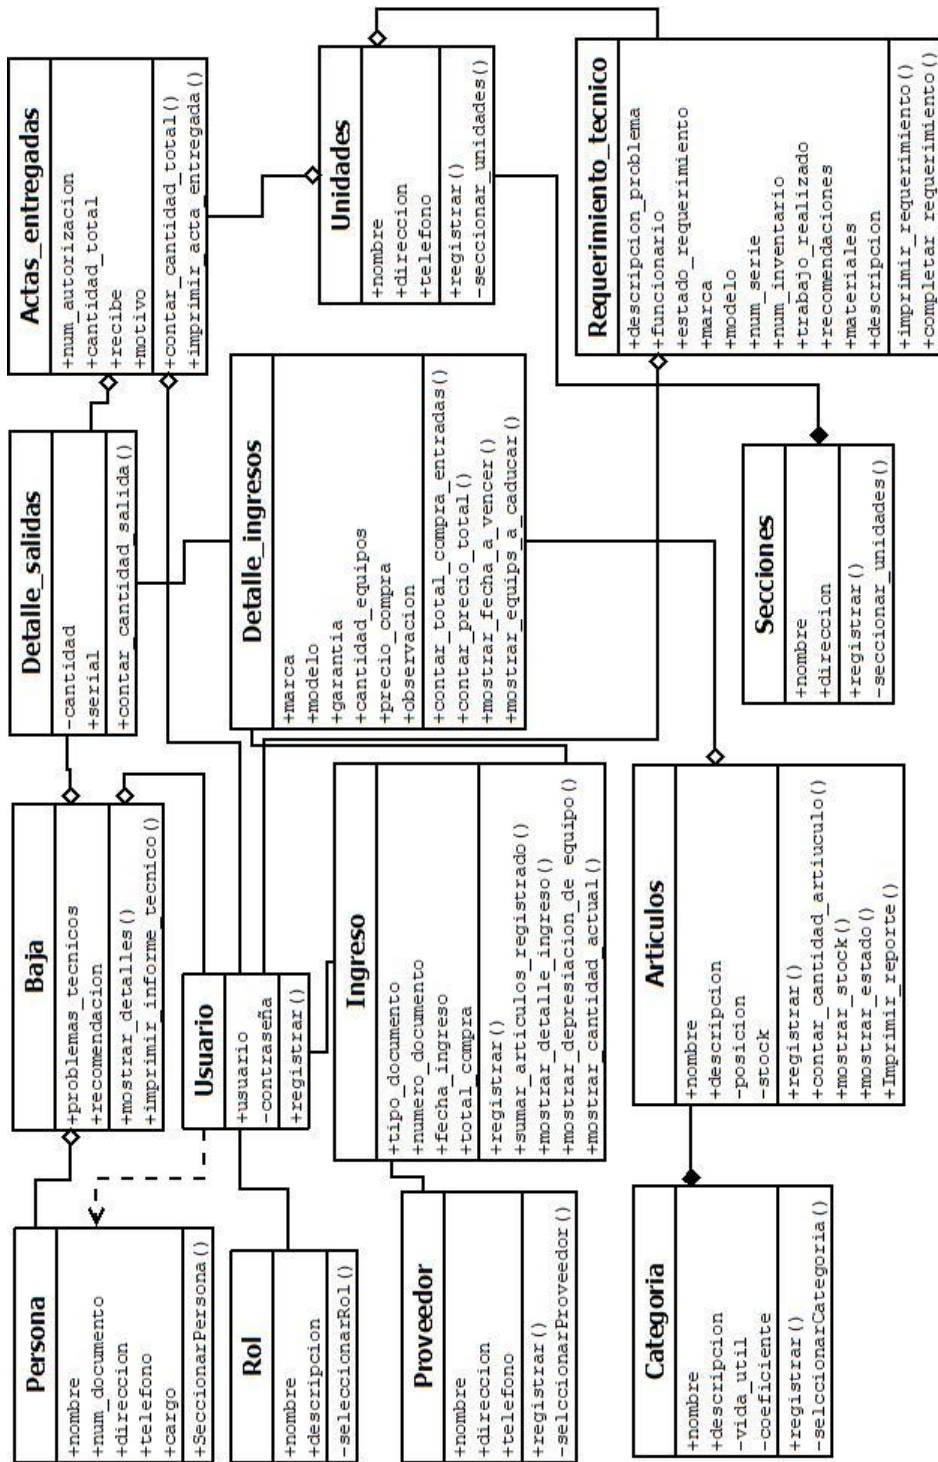 Persona
+nombre
+num_documento
+direccion
+telefono
+cargo
+SeccionarPersona()
Baja
+problemas_tecnicos
+recomendacion
+mostrar_detalles()
+imprimir_informe_tecnico()
Detalle_salidas
-cantidad
+serial
+contar_cantidad_salida()
Actas_entregadas
+num_autorizacion
+cantidad_total
+recibe
+motivo
+contar_cantidad_total()
+imprimir_acta_entregada()
Rol
+nombre
+descripcion
-seleccionarRol()
Usuario
+usuario
-contraseña
+registrar()
Detalle_ingresos
+marca
+modelo
+garantia
+cantidad_equipos
+precio_compra
+observacion
+contar_total_compra_entradas()
+contar_precio_total()
+mostrar_fecha_a_vencer()
+mostrar_equips_a_caducar()
Unidades
+nombre
+direccion
+telefono
+registrar()
-seccionar_unidades()
Proveedor
+nombre
+direccion
+telefono
+registrar()
-selccionarProveedor()
Ingreso
+tipo_documento
+numero_documento
+fecha_ingreso
+total_compra
+registrar()
+sumar_articulos_registrado()
+mostrar_detalle_ingreso()
+mostrar_depresiacion_de equipo()
+mostrar_cantidad_actual()
Categoria
+nombre
+descripcion
-vida_util
-coeficiente
+registrar()
-selccionarCategoria()
Articulos
+nombre
+descripcion
-posicion
-stock
+registrar()
+contar_cantidad_artiuculo()
+mostrar_stock()
+mostrar_estado()
+Imprimir_reporte()
Secciones
+nombre
+direccion
+registrar()
-seccionar_unidades()
Requerimiento_tecnico
+descripcion_problema
+funcionario
+estado_requerimiento
+marca
+modelo
+num_serie
+num_inventario
+trabajo_realizado
+recomendaciones
+materiales
+descripcion
+imprimir_requerimiento()
+completar_requerimiento()